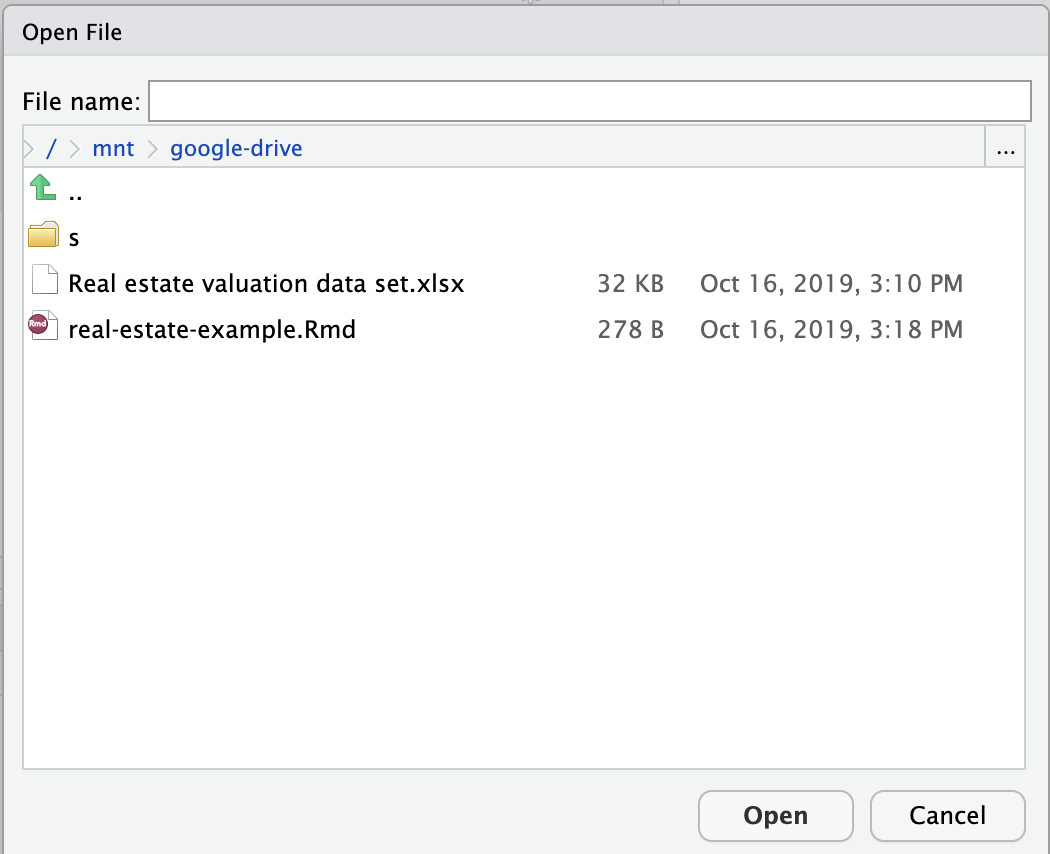 Open File
File name:
/ mnt google-drive ...
..
s
Real estate valuation data set.xlsx 32 KB Oct 16, 2019, 3:10 PM
Rmd real-estate-example.Rmd 278 B Oct 16, 2019, 3:18 PM
Open Cancel